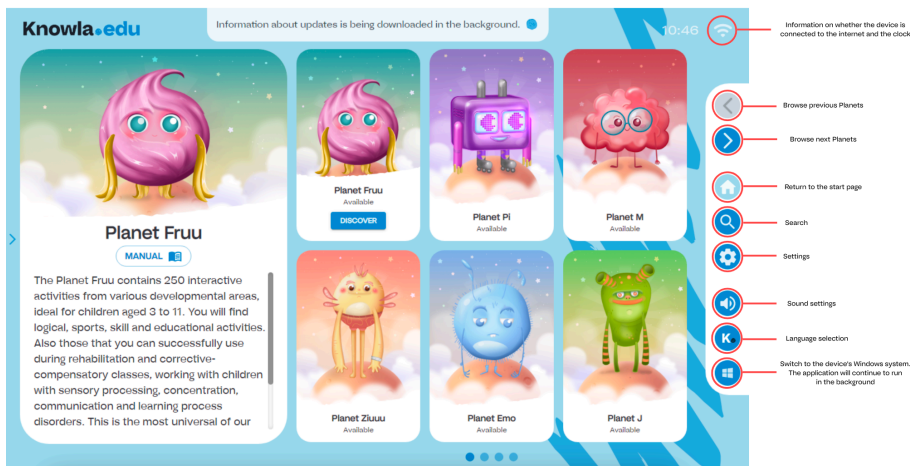 Knowla.edu
Information about updates is being downloaded in the background.
10:46
Information on whether the device is
connected to the internet and the clock
Planet Fruu
MANUAL
The Planet Fruu contains 250 interactive
activities from various developmental areas,
ideal for children aged 3 to 11. You will find
logical, sports, skill and educational activities.
Also those that you can successfully use
during rehabilitation and corrective-
compensatory classes, working with children
with sensory processing, concentration,
communication and learning process
disorders. This is the most universal of our
Planet Fruu
Available
DISCOVER
Planet Pi
Available
Planet M
Available
Planet Ziuuu
Available
Planet Emo
Available
Planet J
Available
Browse previous Planets
Browse next Planets
Return to the start page
Search
Settings
Sound settings
K.
Language selection
Switch to the device's Windows system.
The application will continue to run
in the background